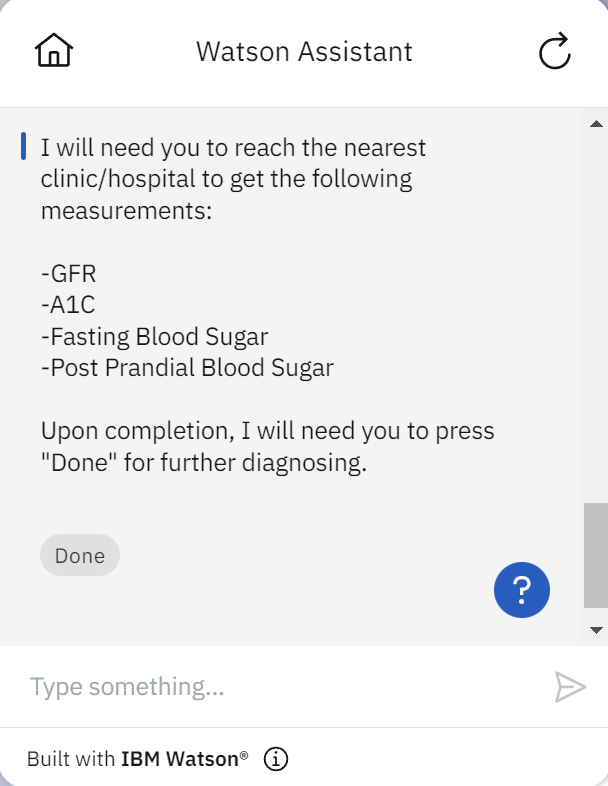 Watson Assistant
I will need you to reach the nearest
clinic/hospital to get the following
measurements:
-GFR
-A1C
-Fasting Blood Sugar
-Post Prandial Blood Sugar
Upon completion, I will need you to press
"Done" for further diagnosing.
Done
?
Type something...
Built with IBM Watson®